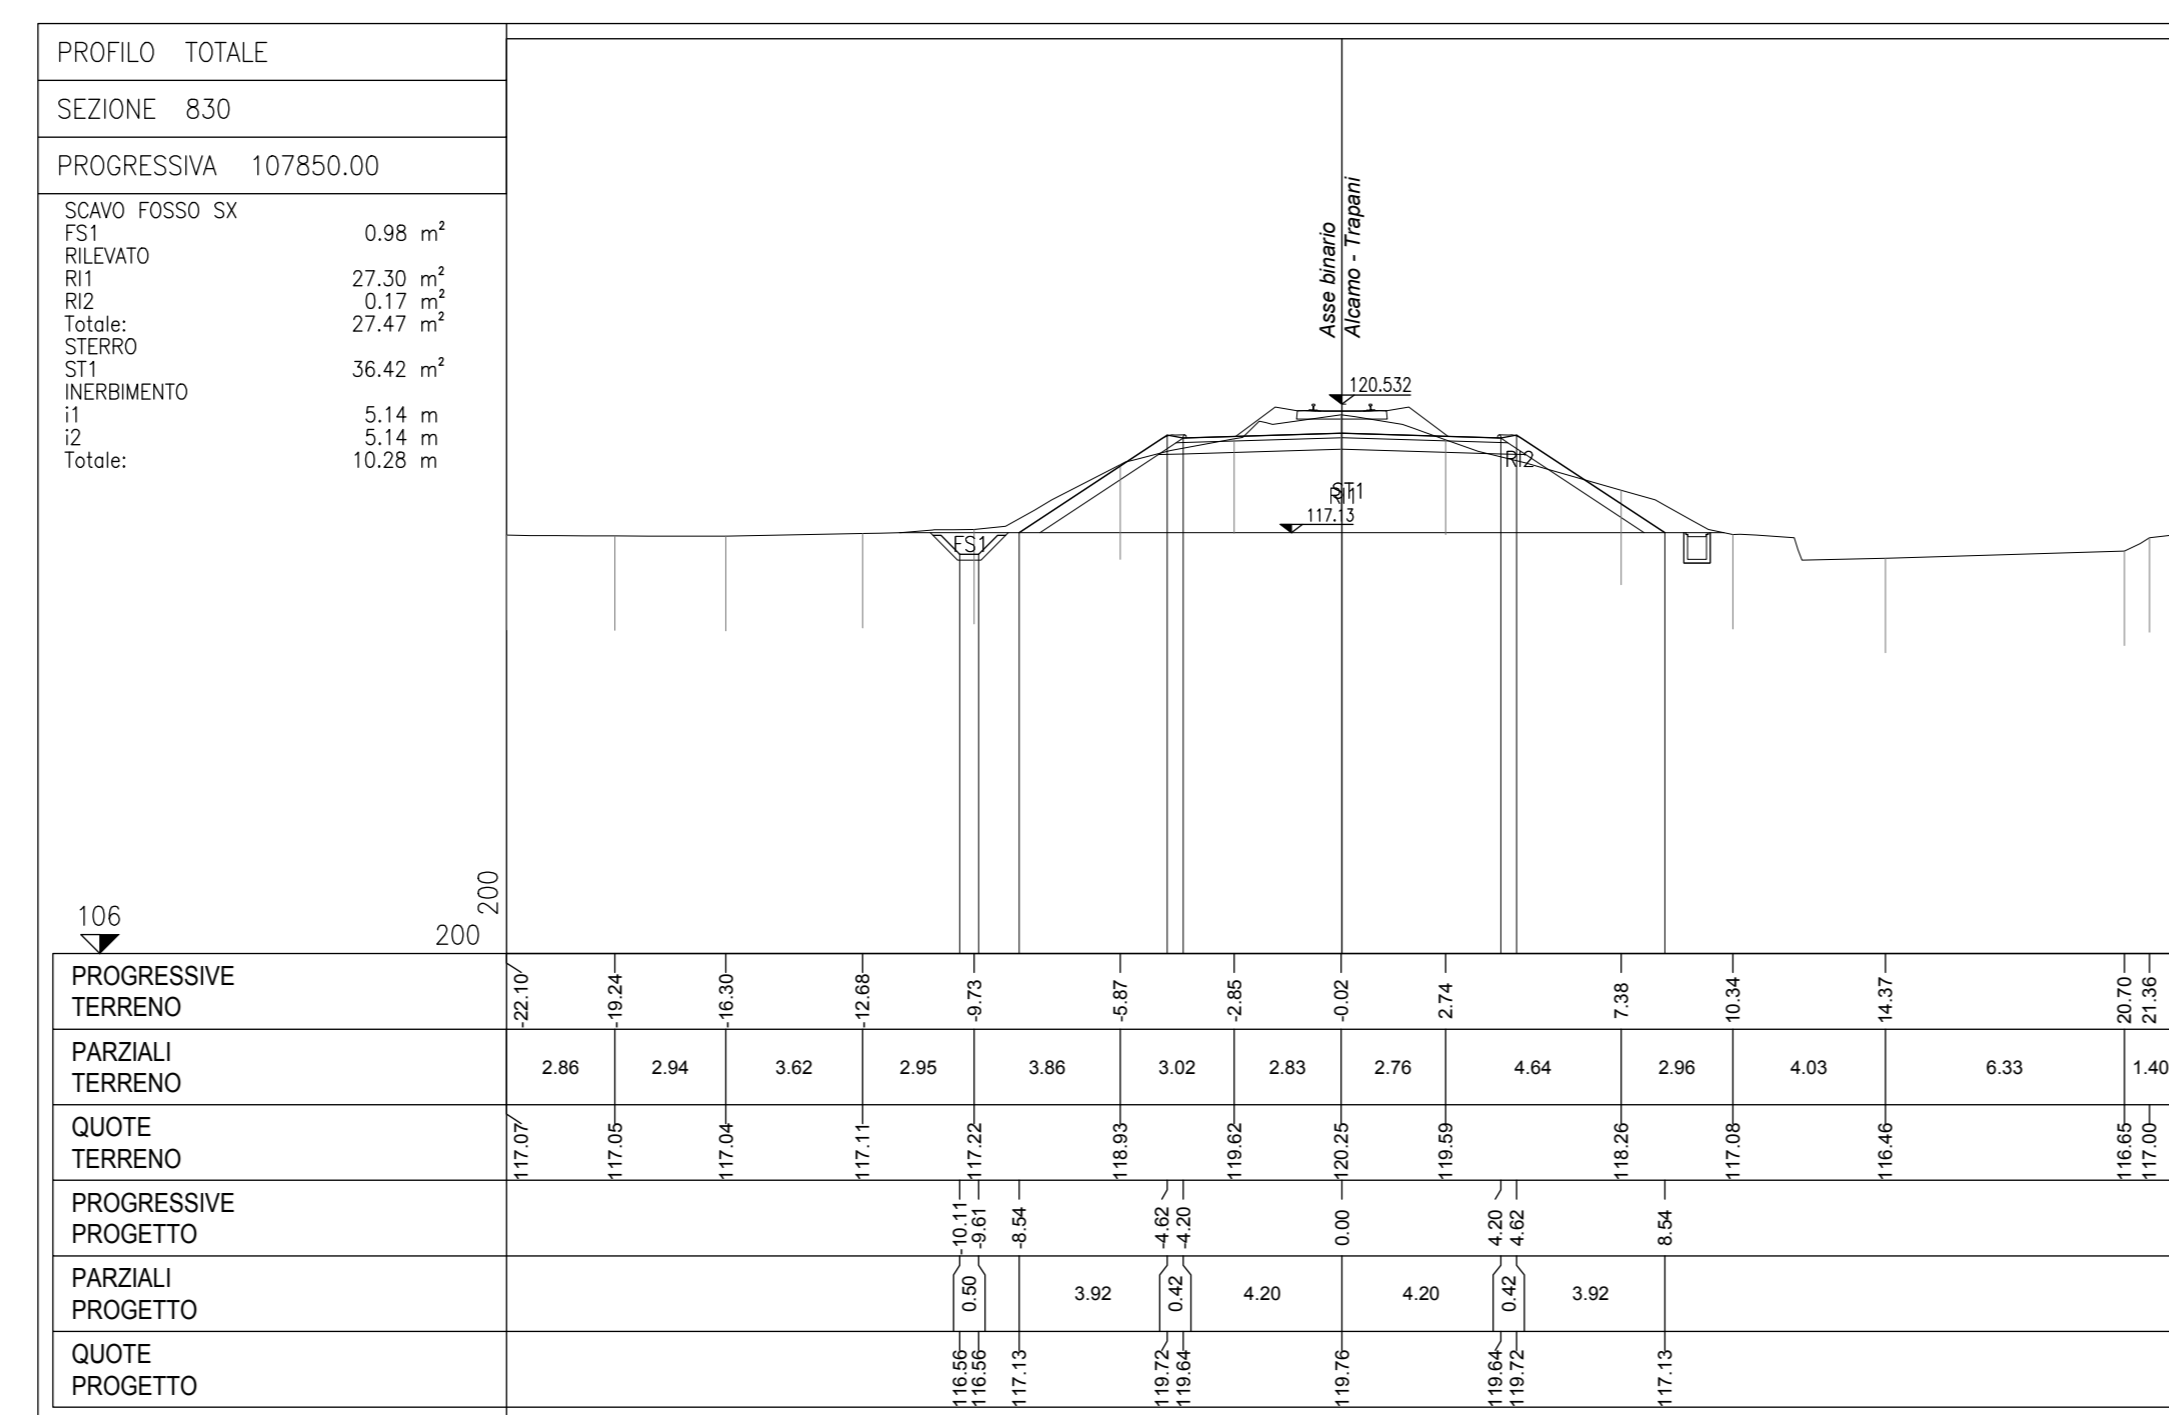 PROFILO TOTALE
SEZIONE 830
PROGRESSIVA 107850.00
SCAVO FOSSO SX
FS1 0.98 m²
RILEVATO
RI1 27.30 m²
RI2 0.17 m²
Totale: 27.47 m²
STERRO
ST1 36.42 m²
INERBIMENTO
i1 5.14 m
i2 5.14 m
Totale: 10.28 m
Asse binario
Alcamo - Trapani
120.532
RI2
ST1
RI1
117.13
FS1
200
106
200
PROGRESSIVE
TERRENO
-22.10 -19.24 -16.30 -12.68 -9.73 -5.87 -2.85 -0.02 2.74 7.38 10.34 14.37 20.70 21.36
PARZIALI
TERRENO
2.86 2.94 3.62 2.95 3.86 3.02 2.83 2.76 4.64 2.96 4.03 6.33 1.40
QUOTE
TERRENO
117.07 117.05 117.04 117.11 117.22 118.93 119.62 120.25 119.59 118.26 117.08 116.46 116.65 117.00
PROGRESSIVE
PROGETTO
-10.11 -9.61 -8.54 -4.62 -4.20 0.00 4.20 4.62 8.54
PARZIALI
PROGETTO
0.50 3.92 0.42 4.20 4.20 0.42 3.92
QUOTE
PROGETTO
116.56 116.56 117.13 119.72 119.64 119.76 119.64 119.72 117.13